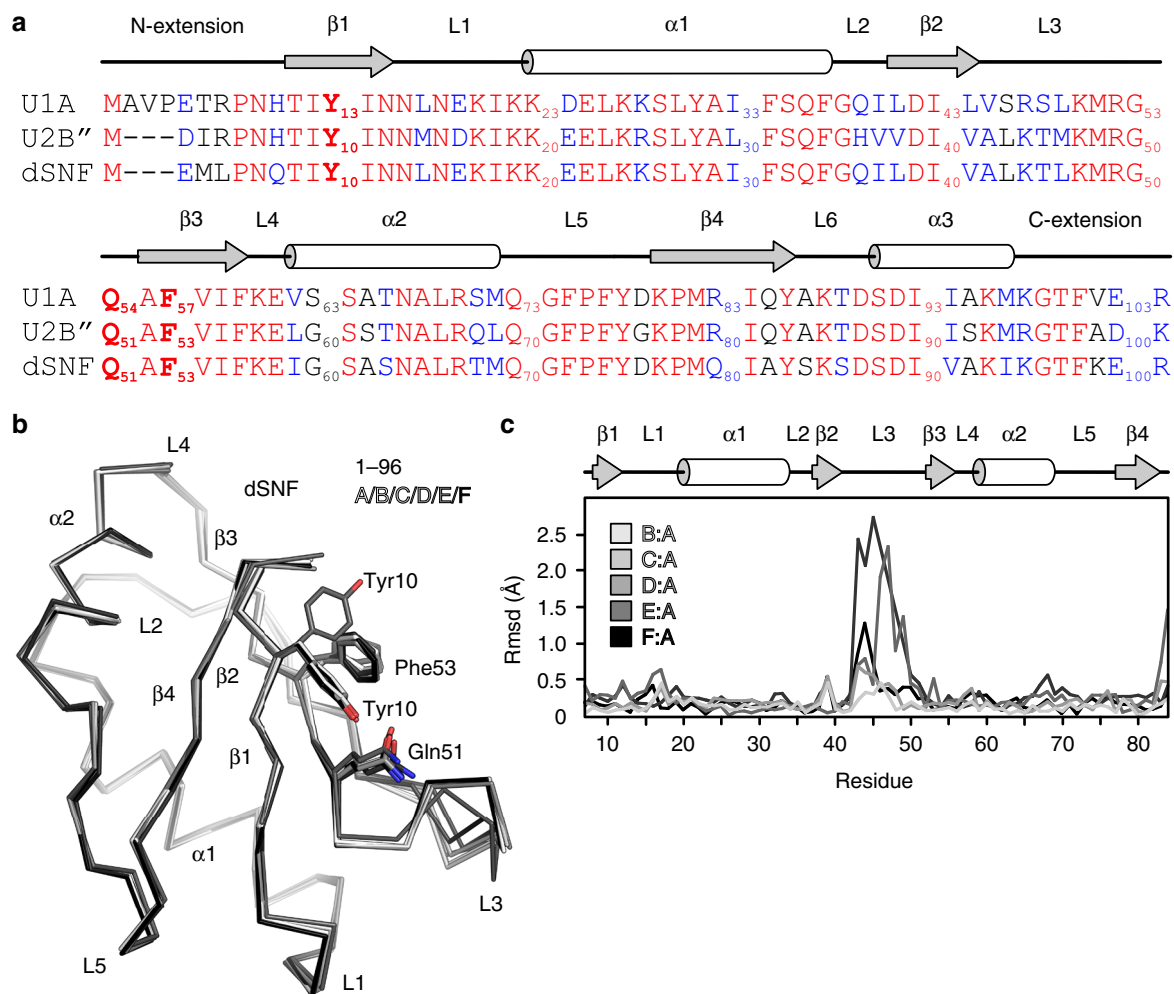 a
N-extension β1 L1 α1 L2 β2 L3
U1A MAVPETRPNHTIY13INNLNEKIKK23DELKKSLYAI33FSQFGQILDI43LVSRSLKMRG53
U2B″ M---DIRPNHTIY10INNMNDKIKK20EELKRSLYAL30FSQFGHVVDI40VALKTMKMRG50
dSNF M---EMLPNQTIY10INNLNEKIKK20EELKKSLYAI30FSQFGQILDI40VALKTLKMRG50
β3 L4 α2 L5 β4 L6 α3 C-extension
U1A Q54AF57VIFKEVS63SATNALRSMQ73GFPFYDKPMR83IQYAKTDSDI93IAKMKGTFVE103R
U2B″ Q51AF53VIFKELG60SSTNALRQLQ70GFPFYGKPMR80IQYAKTDSDI90ISKMRGTFAD100K
dSNF Q51AF53VIFKEIG60SASNALRTMQ70GFPFYDKPMQ80IAYSKSDSDI90VAKIKGTFKE100R
b
L4
dSNF
1–96
A/B/C/D/E/F
α2
β3
Tyr10
L2
Phe53
β4
β2
Tyr10
β1
Gln51
α1
L3
L5
L1
c
β1 L1 α1 L2 β2 L3 β3 L4 α2 L5 β4
B:A
C:A
D:A
E:A
F:A
Rmsd (Å)
2.5
2.0
1.5
1.0
0.5
0
10 20 30 40 50 60 70 80
Residue